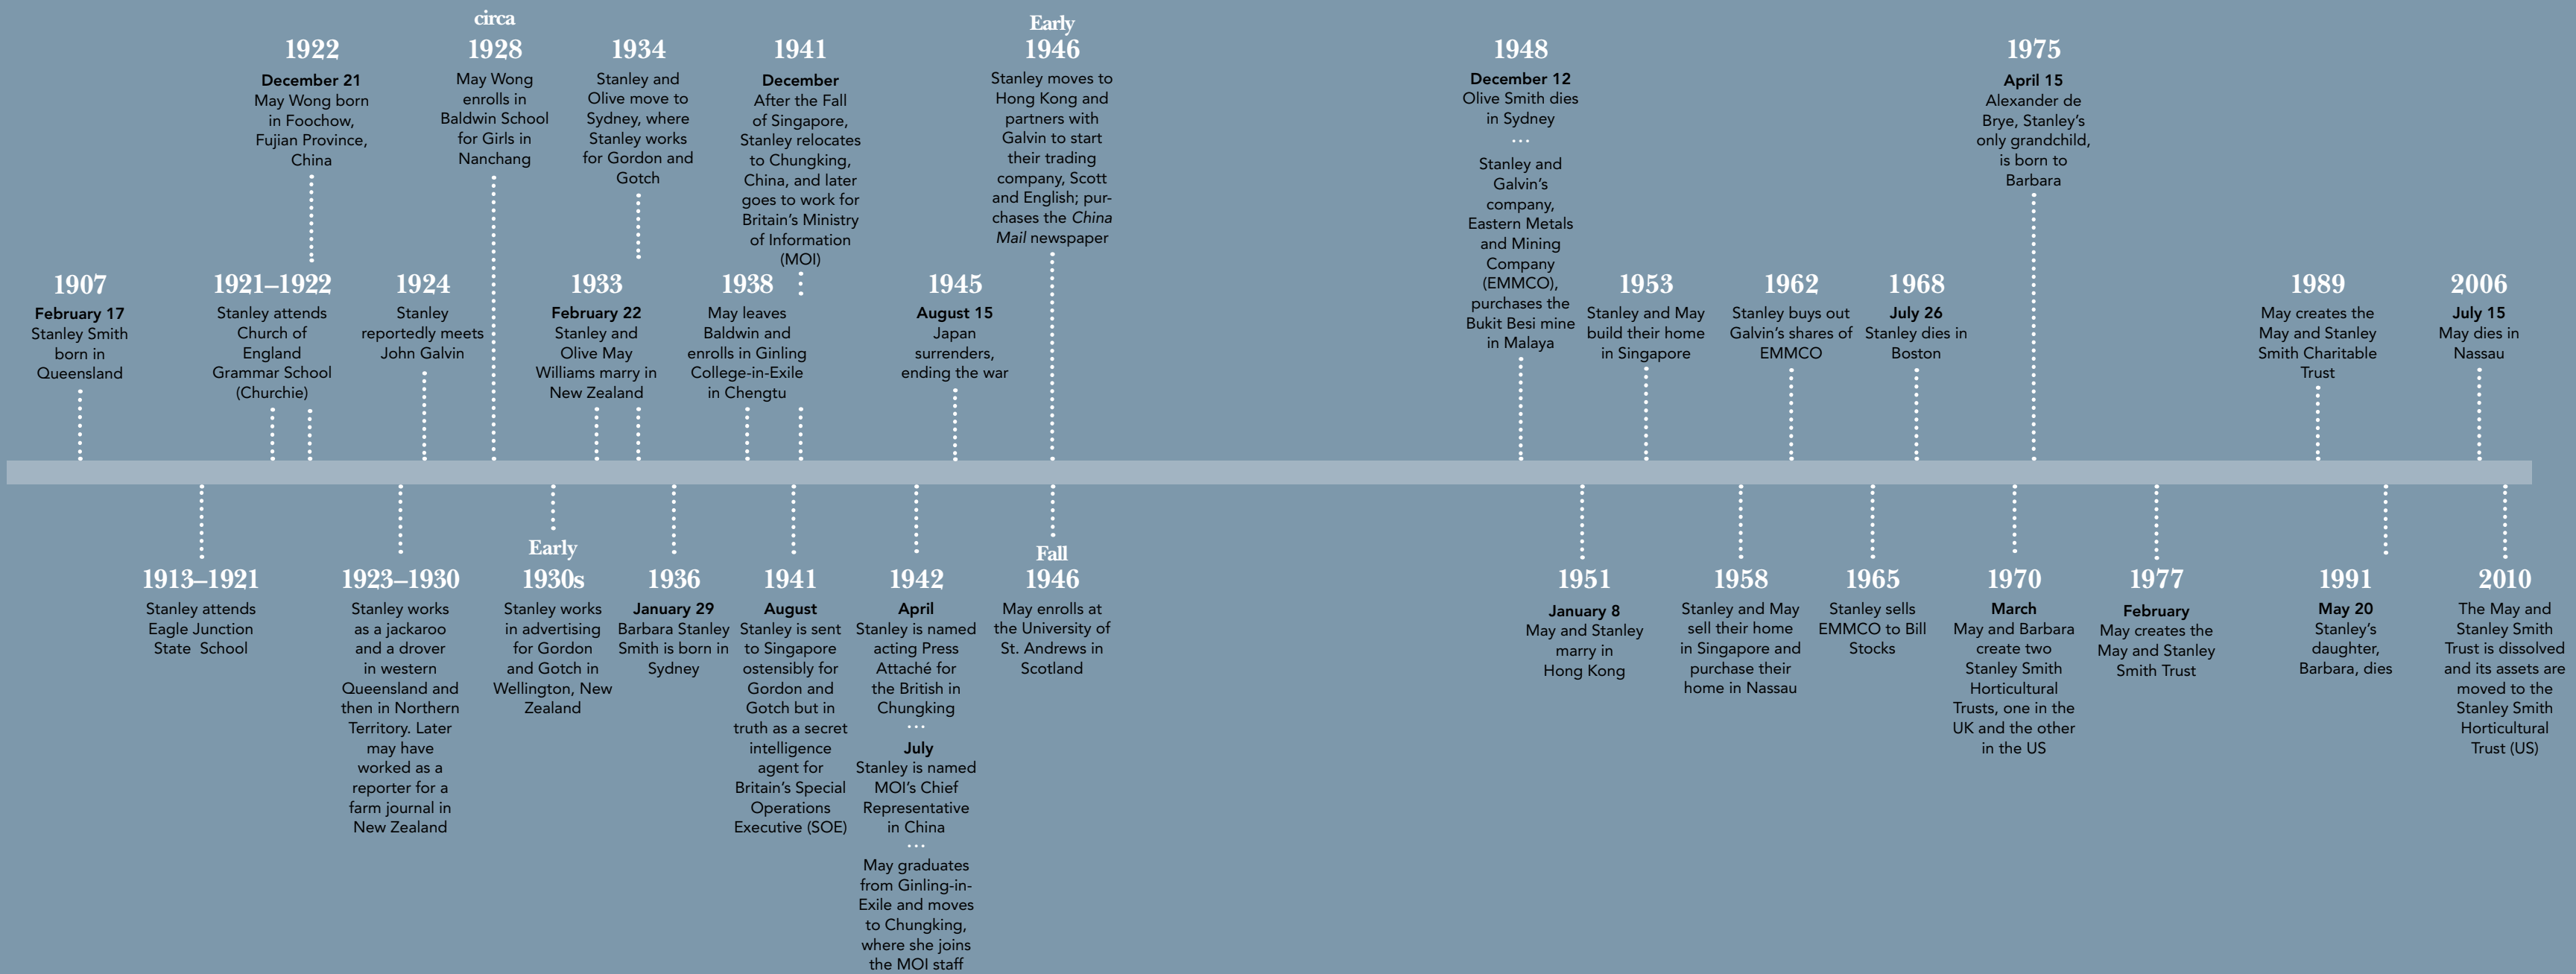 1907
February 17
Stanley Smith
born in
Queensland
1913–1921
Stanley attends
Eagle Junction
State School
1921–1922
Stanley attends
Church of
England
Grammar School
(Churchie)
1922
December 21
May Wong born
in Foochow,
Fujian Province,
China
1923–1930
Stanley works
as a jackaroo
and a drover
in western
Queensland and
then in Northern
Territory. Later
may have
worked as a
reporter for a
farm journal in
New Zealand
1924
Stanley
reportedly meets
John Galvin
circa
1928
May Wong
enrolls in
Baldwin School
for Girls in
Nanchang
Early
1930s
Stanley works
in advertising
for Gordon
and Gotch in
Wellington, New
Zealand
1933
February 22
Stanley and
Olive May
Williams marry in
New Zealand
1934
Stanley and
Olive move to
Sydney, where
Stanley works
for Gordon and
Gotch
1936
January 29
Barbara Stanley
Smith is born in
Sydney
1938
May leaves
Baldwin and
enrolls in Ginling
College-in-Exile
in Chengtu
1941
August
Stanley is sent
to Singapore
ostensibly for
Gordon and
Gotch but in
truth as a secret
intelligence
agent for
Britain’s Special
Operations
Executive (SOE)
1941
December
After the Fall
of Singapore,
Stanley relocates
to Chungking,
China, and later
goes to work for
Britain’s Ministry
of Information
(MOI)
1942
April
Stanley is named
acting Press
Attaché for
the British in
Chungking
...
July
Stanley is named
MOI’s Chief
Representative
in China
...
May graduates
from Ginling-in-
Exile and moves
to Chungking,
where she joins
the MOI staff
1945
August 15
Japan
surrenders,
ending the war
Early
1946
Stanley moves to
Hong Kong and
partners with
Galvin to start
their trading
company, Scott
and English; pur-
chases the China
Mail newspaper
Fall
1946
May enrolls at
the University of
St. Andrews in
Scotland
1948
December 12
Olive Smith dies
in Sydney
...
Stanley and
Galvin’s
company,
Eastern Metals
and Mining
Company
(EMMCO),
purchases the
Bukit Besi mine
in Malaya
1951
January 8
May and Stanley
marry in
Hong Kong
1953
Stanley and May
build their home
in Singapore
1958
Stanley and May
sell their home
in Singapore and
purchase their
home in Nassau
1962
Stanley buys out
Galvin’s shares of
EMMCO
1965
Stanley sells
EMMCO to Bill
Stocks
1968
July 26
Stanley dies in
Boston
1970
March
May and Barbara
create two
Stanley Smith
Horticultural
Trusts, one in the
UK and the other
in the US
1975
April 15
Alexander de
Brye, Stanley’s
only grandchild,
is born to
Barbara
1977
February
May creates the
May and Stanley
Smith Trust
1989
May creates the
May and Stanley
Smith Charitable
Trust
1991
May 20
Stanley’s
daughter,
Barbara, dies
2006
July 15
May dies in
Nassau
2010
The May and
Stanley Smith
Trust is dissolved
and its assets are
moved to the
Stanley Smith
Horticultural
Trust (US)